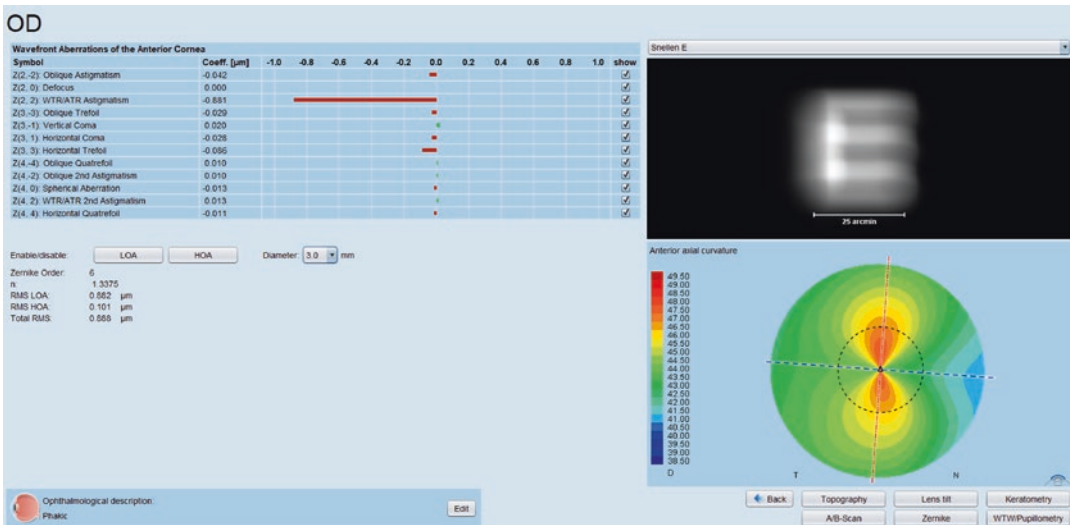 OD
Wavefront Aberrations of the Anterior Cornea
Symbol Coeff. [µm] -1.0 -0.8 -0.6 -0.4 -0.2 0.0 0.2 0.4 0.6 0.8 1.0 show
Z(2,-2): Oblique Astigmatism -0.042
Z(2, 0): Defocus 0.000
Z(2, 2): WTR/ATR Astigmatism -0.881
Z(3,-3): Oblique Trefoil -0.029
Z(3,-1): Vertical Coma 0.020
Z(3, 1): Horizontal Coma -0.028
Z(3, 3): Horizontal Trefoil -0.086
Z(4,-4): Oblique Quatrefoil 0.010
Z(4,-2): Oblique 2nd Astigmatism 0.010
Z(4, 0): Spherical Aberration -0.013
Z(4, 2): WTR/ATR 2nd Astigmatism 0.013
Z(4, 4): Horizontal Quatrefoil -0.011
Enable/disable: LOA HOA Diameter: 3.0 mm
Zernike Order: 6
n: 1.3375
RMS LOA: 0.882 µm
RMS HOA: 0.101 µm
Total RMS: 0.888 µm
Snellen E
E
25 arcmin
Anterior axial curvature
49.50
49.00
48.50
48.00
47.50
47.00
46.50
46.00
45.50
45.00
44.50
44.00
43.50
43.00
42.50
42.00
41.50
41.00
40.50
40.00
39.50
39.00
38.50
D
T N
Ophthalmological description:
Phakic
Edit
Back Topography Lens tilt Keratometry
A/B-Scan Zernike WTW/Pupillometry